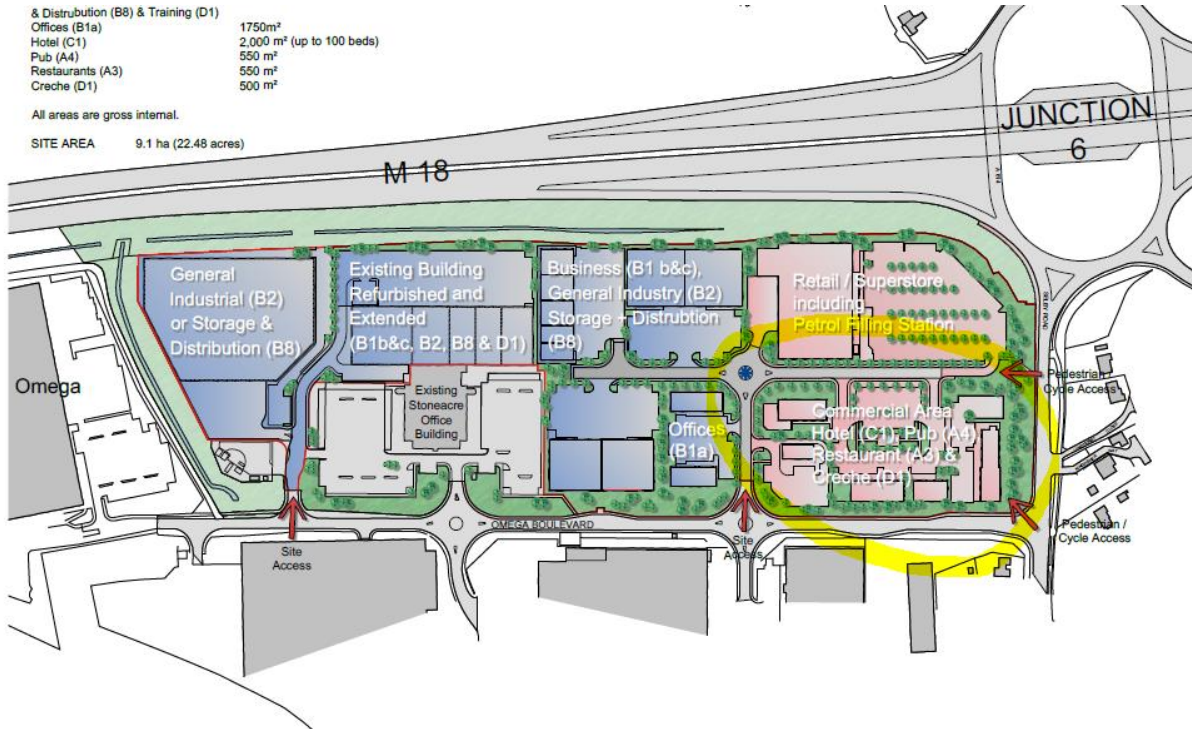 & Distrubution (B8) & Training (D1)
Offices (B1a) 1750m²
Hotel (C1) 2,000 m² (up to 100 beds)
Pub (A4) 550 m²
Restaurants (A3) 550 m²
Creche (D1) 500 m²
All areas are gross internal.
SITE AREA 9.1 ha (22.48 acres)
JUNCTION
6
M 18
General
Industrial (B2)
or Storage &
Distribution (B8)
Existing Building
Refurbished and
Extended
(B1b&c, B2, B8 & D1)
Business (B1 b&c),
General Industry (B2)
Storage + Distrubtion
(B8)
Retail / Superstore
including
Petrol Filling Station
SELBY ROAD
Omega
Existing
Stoneacre
Office
Building
Offices
(B1a)
Commercial Area
Hotel (C1), Pub (A4)
Restaurant (A3) &
Creche (D1)
Pedestrian
Cycle Access
OMEGA BOULEVARD
Site
Access
Site
Access
Pedestrian /
Cycle Access